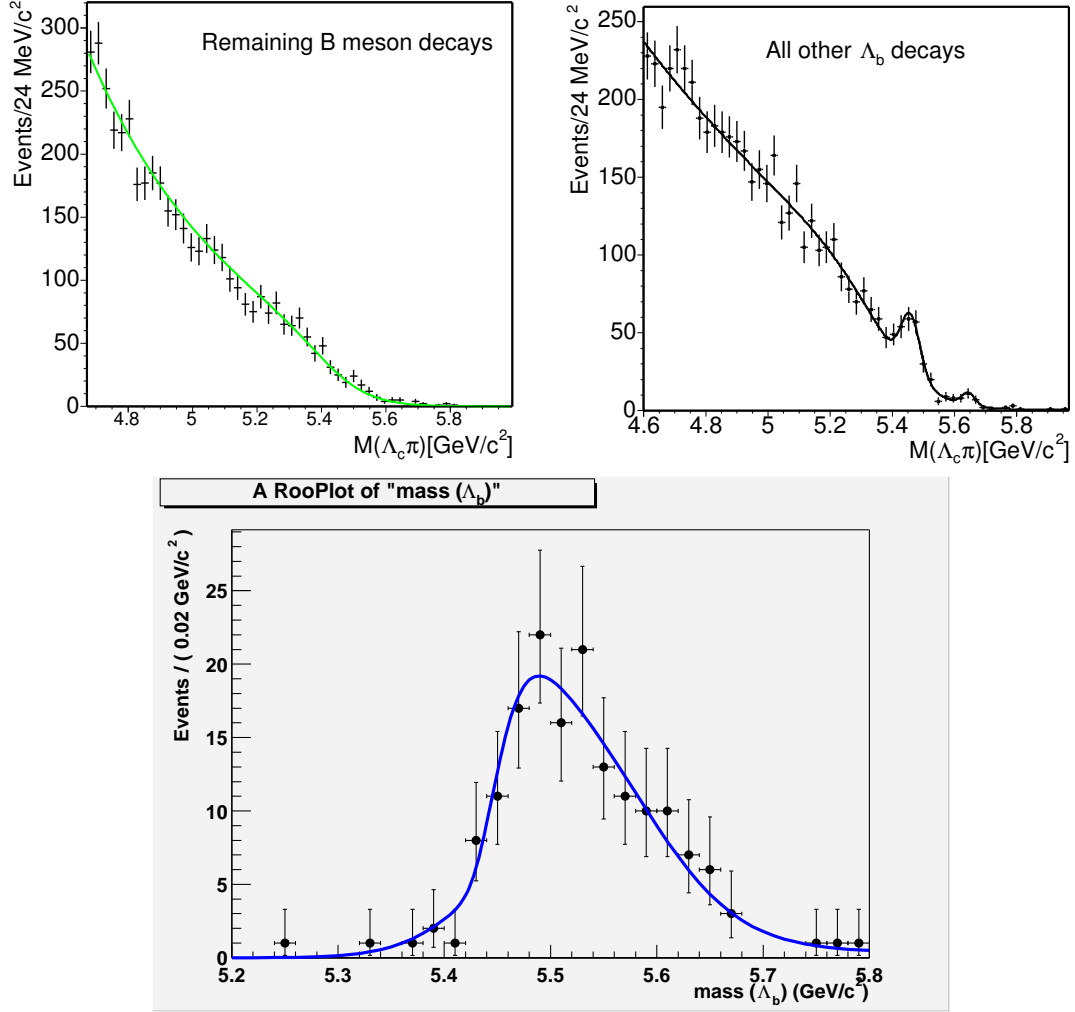 Events/24 MeV/c²
300
250
200
150
100
50
0
Remaining B meson decays
4.8 5 5.2 5.4 5.6 5.8
M(Λcπ)[GeV/c²]
Events/24 MeV/c²
250
200
150
100
50
0
All other Λb decays
4.6 4.8 5 5.2 5.4 5.6 5.8
M(Λcπ)[GeV/c²]
A RooPlot of "mass (Λb)"
Events / ( 0.02 GeV/c² )
25
20
15
10
5
0
5.2 5.3 5.4 5.5 5.6 5.7 5.8
mass (Λb) (GeV/c²)